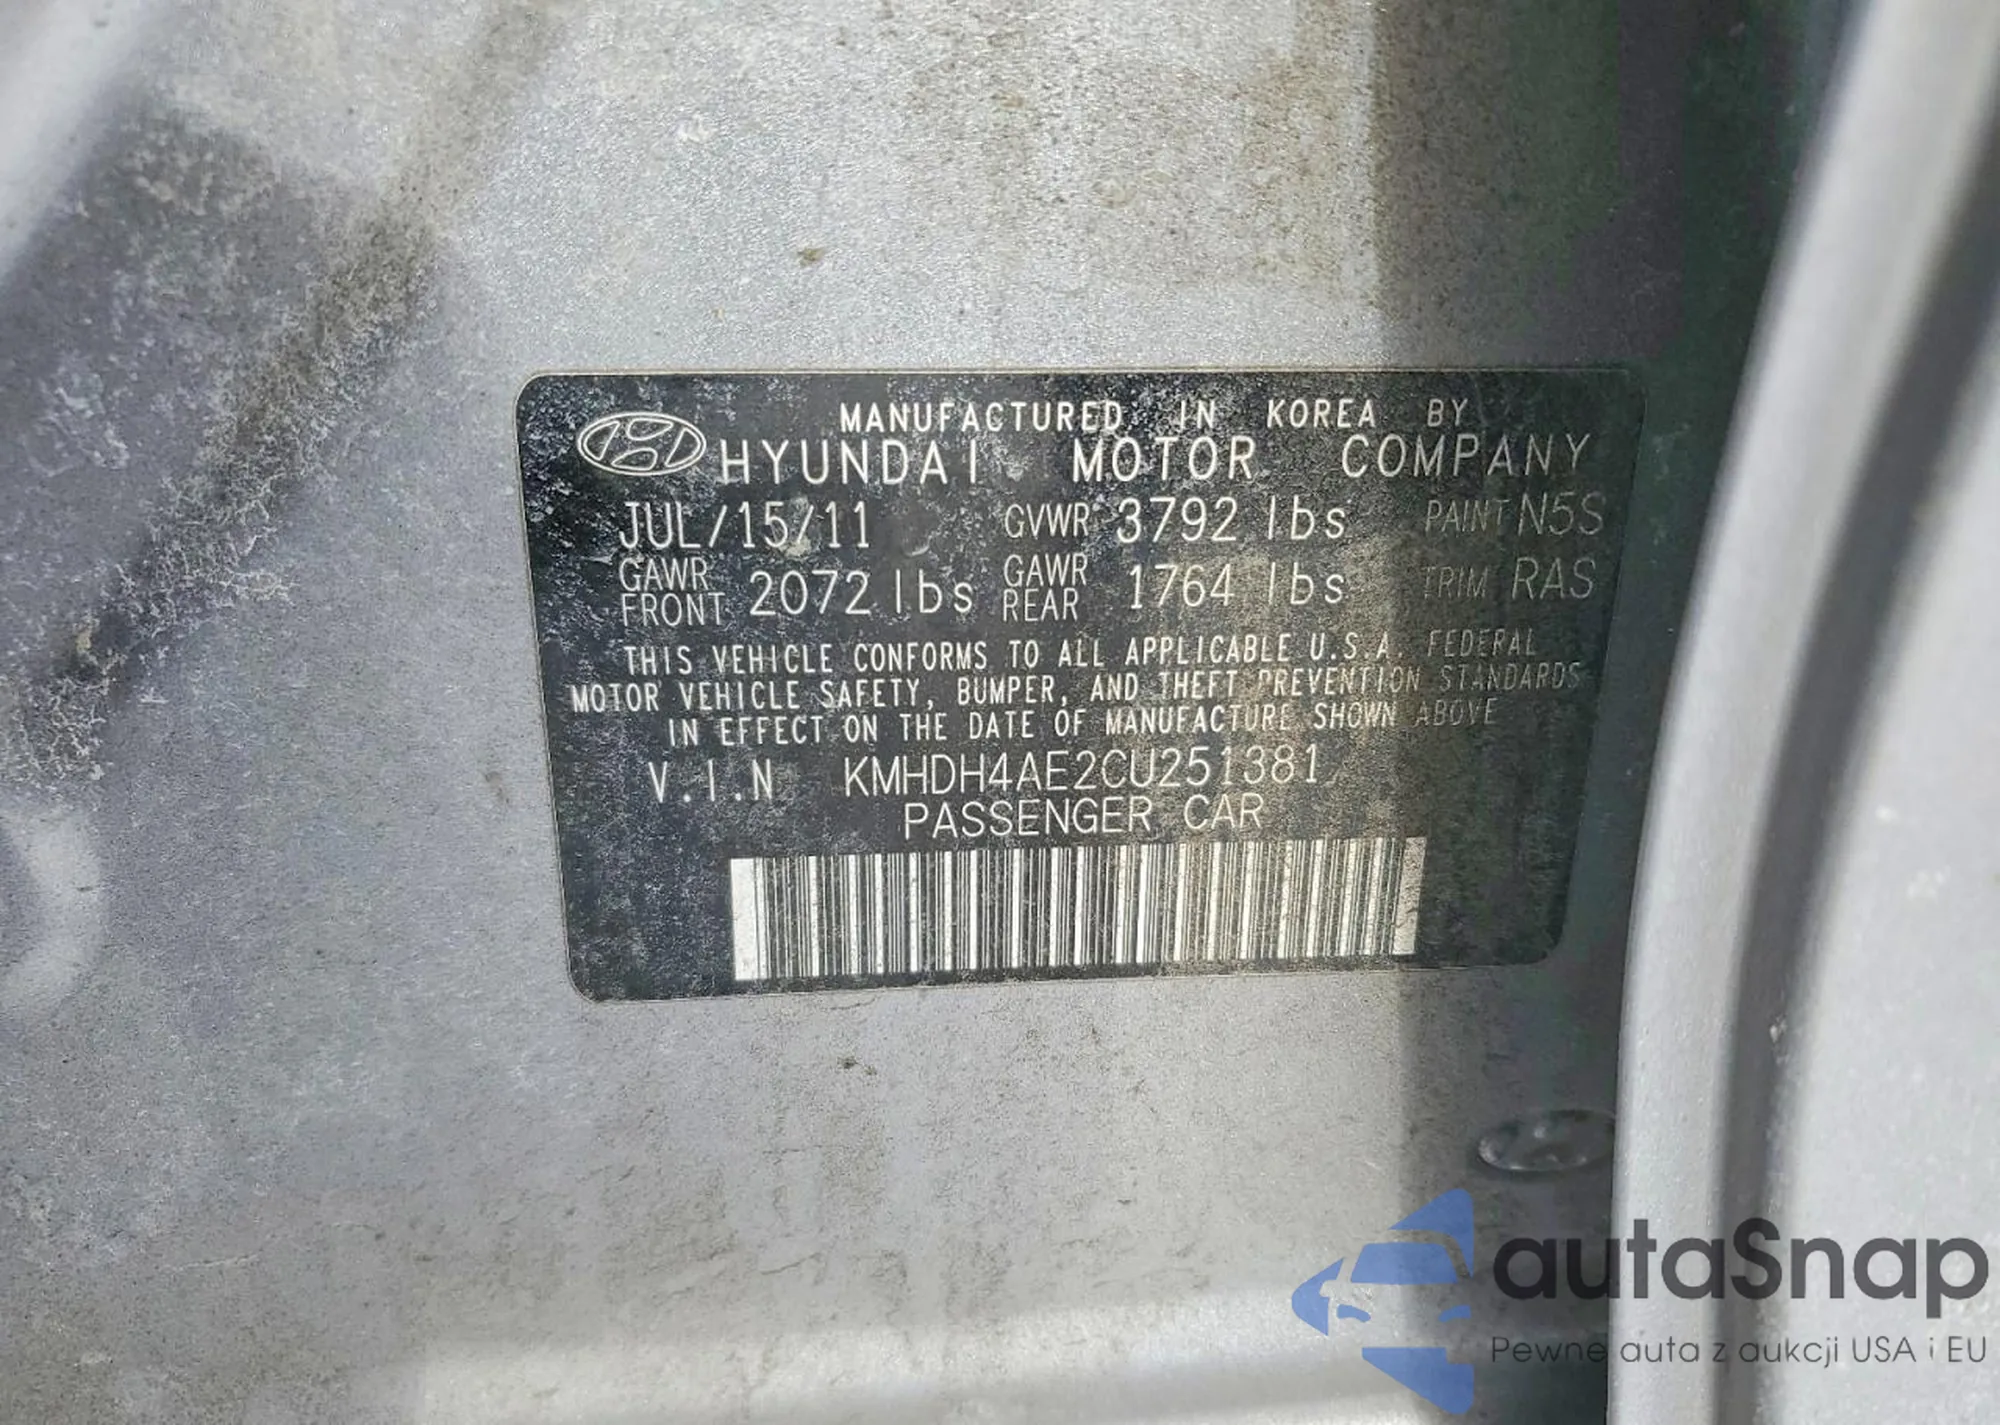 MANUFACTURED IN KOREA BY
HYUNDAI MOTOR COMPANY
JUL/15/11 GVWR 3792 lbs PAINT N5S
GAWR FRONT 2072 lbs GAWR REAR 1764 lbs TRIM RAS
THIS VEHICLE CONFORMS TO ALL APPLICABLE U.S.A. FEDERAL
MOTOR VEHICLE SAFETY, BUMPER, AND THEFT PREVENTION STANDARDS
IN EFFECT ON THE DATE OF MANUFACTURE SHOWN ABOVE
V.I.N KMHDH4AE2CU251381
PASSENGER CAR
autaSnap
Pewne auta z aukcji USA i EU